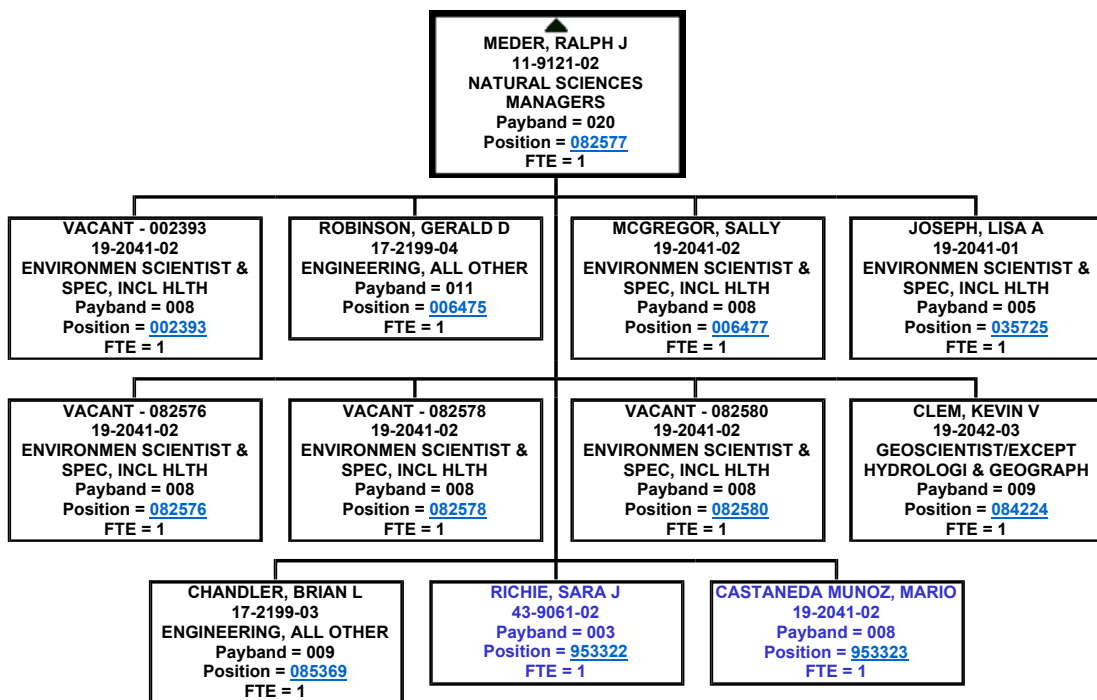 MEDER, RALPH J
11-9121-02
NATURAL SCIENCES
MANAGERS
Payband = 020
Position = 082577
FTE = 1
VACANT - 002393
19-2041-02
ENVIRONMEN SCIENTIST &
SPEC, INCL HLTH
Payband = 008
Position = 002393
FTE = 1
ROBINSON, GERALD D
17-2199-04
ENGINEERING, ALL OTHER
Payband = 011
Position = 006475
FTE = 1
MCGREGOR, SALLY
19-2041-02
ENVIRONMEN SCIENTIST &
SPEC, INCL HLTH
Payband = 008
Position = 006477
FTE = 1
JOSEPH, LISA A
19-2041-01
ENVIRONMEN SCIENTIST &
SPEC, INCL HLTH
Payband = 005
Position = 035725
FTE = 1
VACANT - 082576
19-2041-02
ENVIRONMEN SCIENTIST &
SPEC, INCL HLTH
Payband = 008
Position = 082576
FTE = 1
VACANT - 082578
19-2041-02
ENVIRONMEN SCIENTIST &
SPEC, INCL HLTH
Payband = 008
Position = 082578
FTE = 1
VACANT - 082580
19-2041-02
ENVIRONMEN SCIENTIST &
SPEC, INCL HLTH
Payband = 008
Position = 082580
FTE = 1
CLEM, KEVIN V
19-2042-03
GEOSCIENTIST/EXCEPT
HYDROLOGI & GEOGRAPH
Payband = 009
Position = 084224
FTE = 1
CHANDLER, BRIAN L
17-2199-03
ENGINEERING, ALL OTHER
Payband = 009
Position = 085369
FTE = 1
RICHIE, SARA J
43-9061-02
Payband = 003
Position = 953322
FTE = 1
CASTANEDA MUNOZ, MARIO
19-2041-02
Payband = 008
Position = 953323
FTE = 1